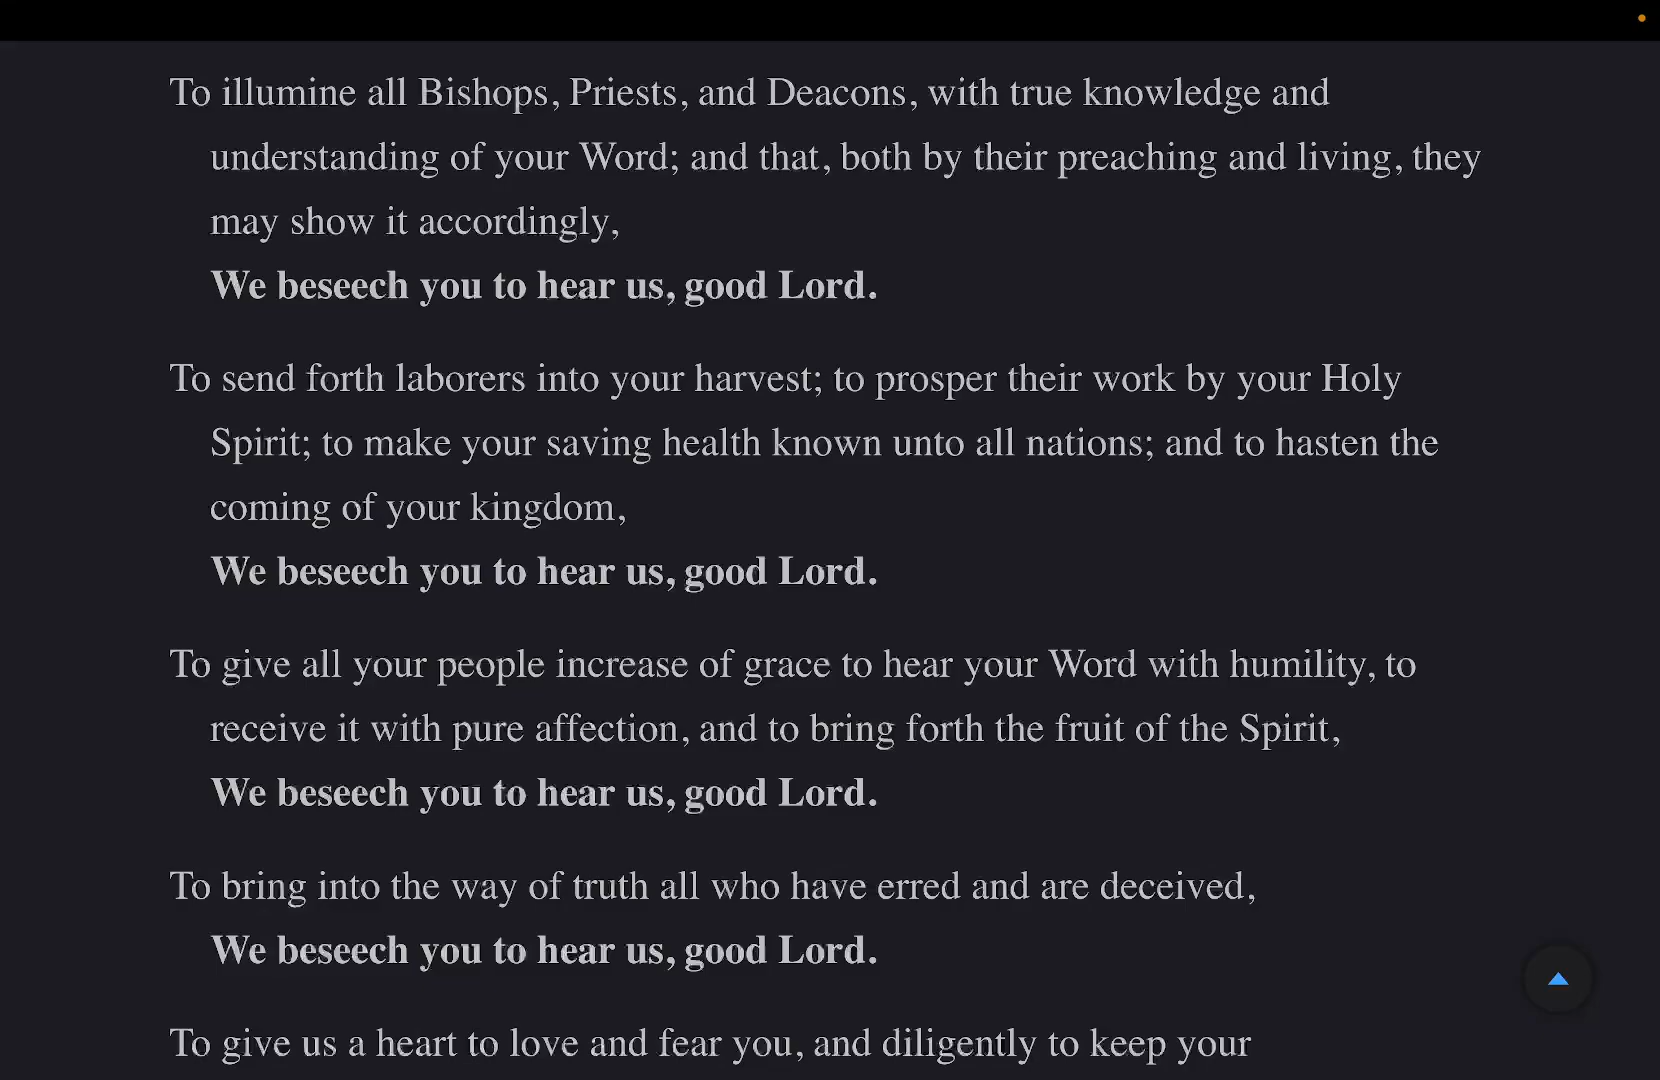 To illumine all Bishops, Priests, and Deacons, with true knowledge and
understanding of your Word; and that, both by their preaching and living, they
may show it accordingly,
We beseech you to hear us, good Lord.
To send forth laborers into your harvest; to prosper their work by your Holy
Spirit; to make your saving health known unto all nations; and to hasten the
coming of your kingdom,
We beseech you to hear us, good Lord.
To give all your people increase of grace to hear your Word with humility, to
receive it with pure affection, and to bring forth the fruit of the Spirit,
We beseech you to hear us, good Lord.
To bring into the way of truth all who have erred and are deceived,
We beseech you to hear us, good Lord.
To give us a heart to love and fear you, and diligently to keep your